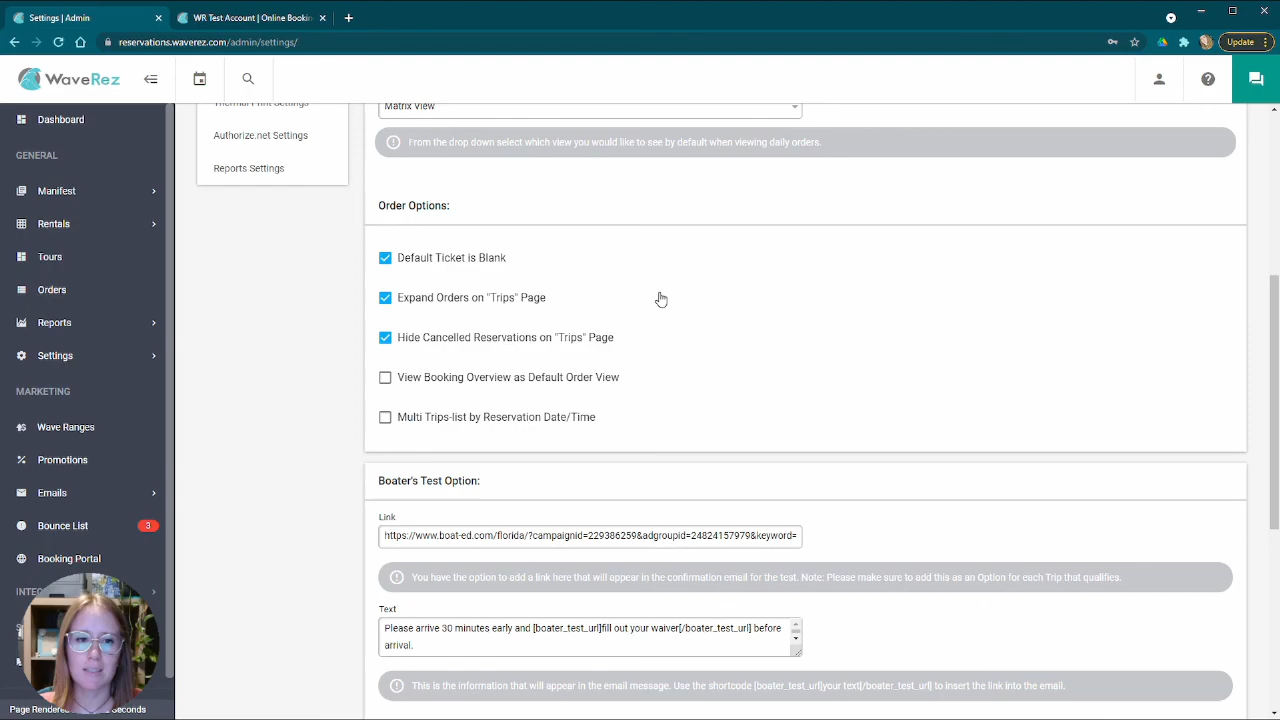 Settings | Admin
WR Test Account | Online Bookin
reservations.waverez.com/admin/settings/
Update
WaveRez
Thermal Print Settings
Authorize.net Settings
Reports Settings
Dashboard
GENERAL
Manifest
Rentals
Tours
Orders
Reports
Settings
MARKETING
Wave Ranges
Promotions
Emails
Bounce List
3
Booking Portal
INTEG
Page Rendered
Seconds
Matrix View
From the drop down select which view you would like to see by default when viewing daily orders.
Order Options:
Default Ticket is Blank
Expand Orders on "Trips" Page
Hide Cancelled Reservations on "Trips" Page
View Booking Overview as Default Order View
Multi Trips-list by Reservation Date/Time
Boater's Test Option:
Link
https://www.boat-ed.com/florida/?campaignid=229386259&adgroupid=24824157979&keyword=
You have the option to add a link here that will appear in the confirmation email for the test. Note: Please make sure to add this as an Option for each Trip that qualifies.
Text
Please arrive 30 minutes early and [boater_test_url]fill out your waiver[/boater_test_url] before
arrival.
This is the information that will appear in the email message. Use the shortcode [boater_test_url]your text[/boater_test_url] to insert the link into the email.